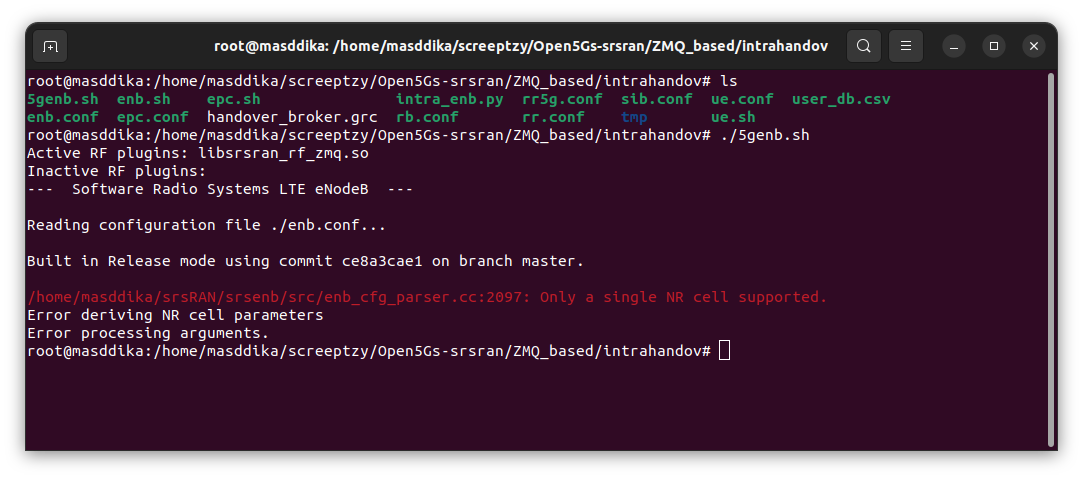 root@masddika: /home/masddika/screeptzy/Open5Gs-srsran/ZMQ_based/intrahandov
root@masddika:/home/masddika/screeptzy/Open5Gs-srsran/ZMQ_based/intrahandov# ls
5genb.sh  enb.sh    epc.sh               intra_enb.py  rr5g.conf  sib.conf  ue.conf  user_db.csv
enb.conf  epc.conf  handover_broker.grc  rb.conf       rr.conf    tmp       ue.sh
root@masddika:/home/masddika/screeptzy/Open5Gs-srsran/ZMQ_based/intrahandov# ./5genb.sh
Active RF plugins: libsrsran_rf_zmq.so
Inactive RF plugins:
---  Software Radio Systems LTE eNodeB  ---
Reading configuration file ./enb.conf...
Built in Release mode using commit ce8a3cae1 on branch master.
/home/masddika/srsRAN/srsenb/src/enb_cfg_parser.cc:2097: Only a single NR cell supported.
Error deriving NR cell parameters
Error processing arguments.
root@masddika:/home/masddika/screeptzy/Open5Gs-srsran/ZMQ_based/intrahandov#